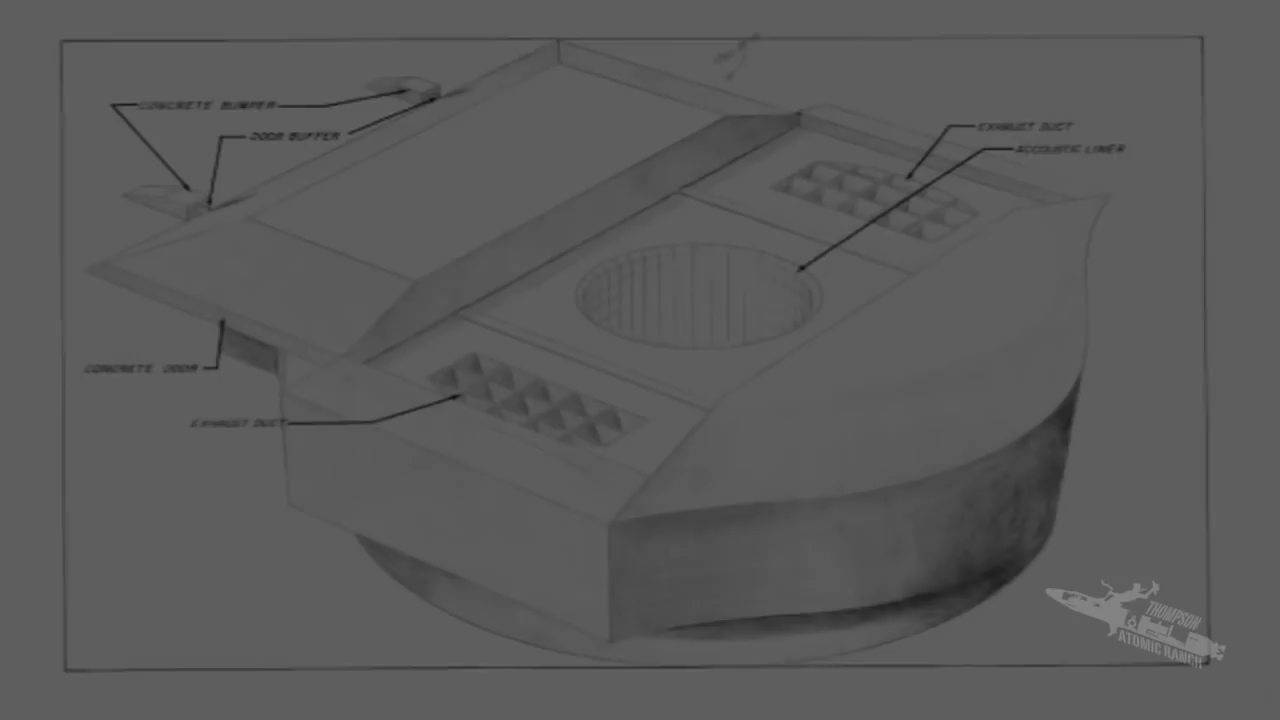 CONCRETE BUMPER
DOOR BUFFER
EXHAUST DUCT
ACCOUSTIC LINER
CONCRETE DOOR
EXHAUST DUCT
THOMPSON
ATOMIC RANCH